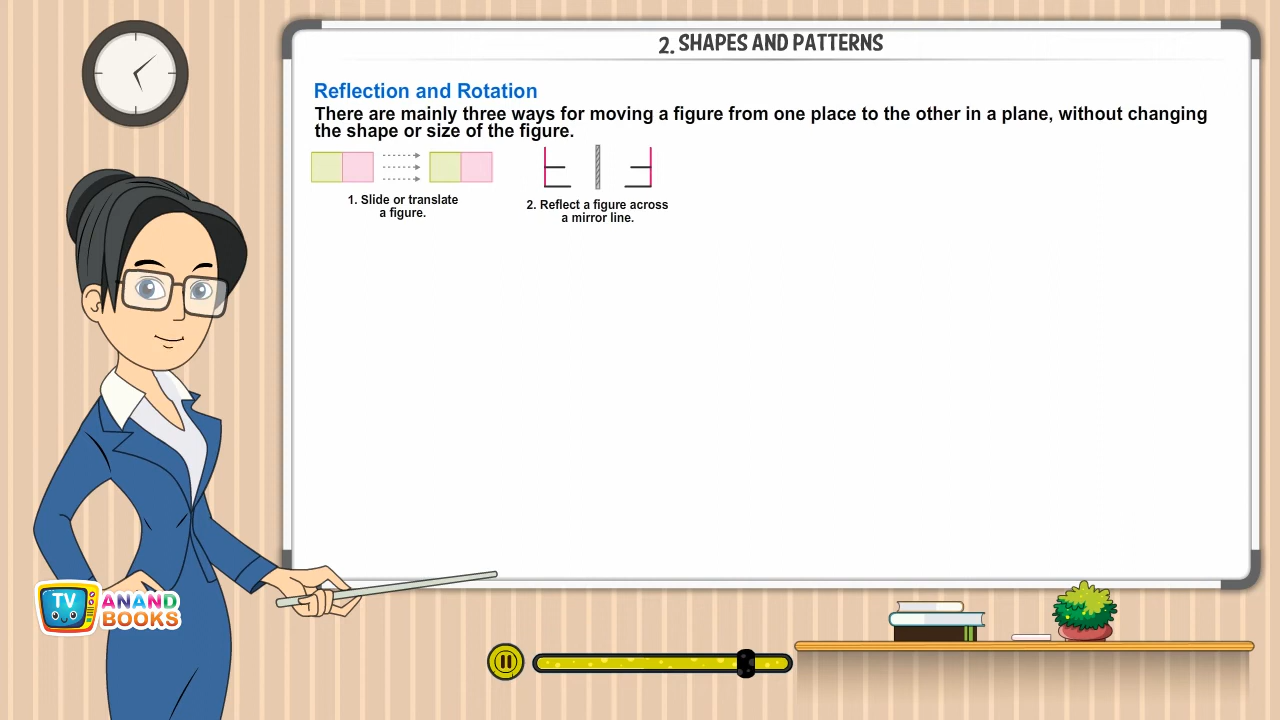 2. SHAPES AND PATTERNS
Reflection and Rotation
There are mainly three ways for moving a figure from one place to the other in a plane, without changing
the shape or size of the figure.
1. Slide or translate
a figure.
2. Reflect a figure across
a mirror line.
TV
ANAND
BOOKS